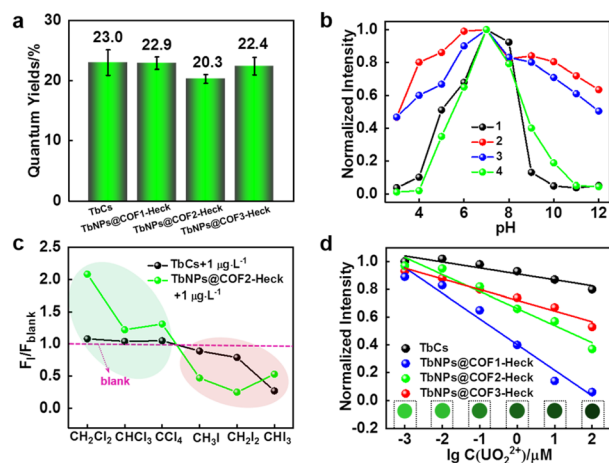 a
Quantum Yields/%
30
20
10
0
23.0
22.9
20.3
22.4
TbCs
TbNPs@COF1-Heck
TbNPs@COF2-Heck
TbNPs@COF3-Heck
b
Normalized Intensity
1.0
0.8
0.6
0.4
0.2
0.0
1
2
3
4
4 6 8 10 12
pH
c
Fᵢ/F_blank
2.5
2.0
1.5
1.0
0.5
0.0
TbCs+1 μg·L⁻¹
TbNPs@COF2-Heck
+1 μg·L⁻¹
blank
CH₂Cl₂ CHCl₃ CCl₄ CH₃I CH₂I₂ CHI₃
d
Normalized Intensity
1.0
0.8
0.6
0.4
0.2
0.0
TbCs
TbNPs@COF1-Heck
TbNPs@COF2-Heck
TbNPs@COF3-Heck
-3 -2 -1 0 1 2
lg C(UO₂²⁺)/μM